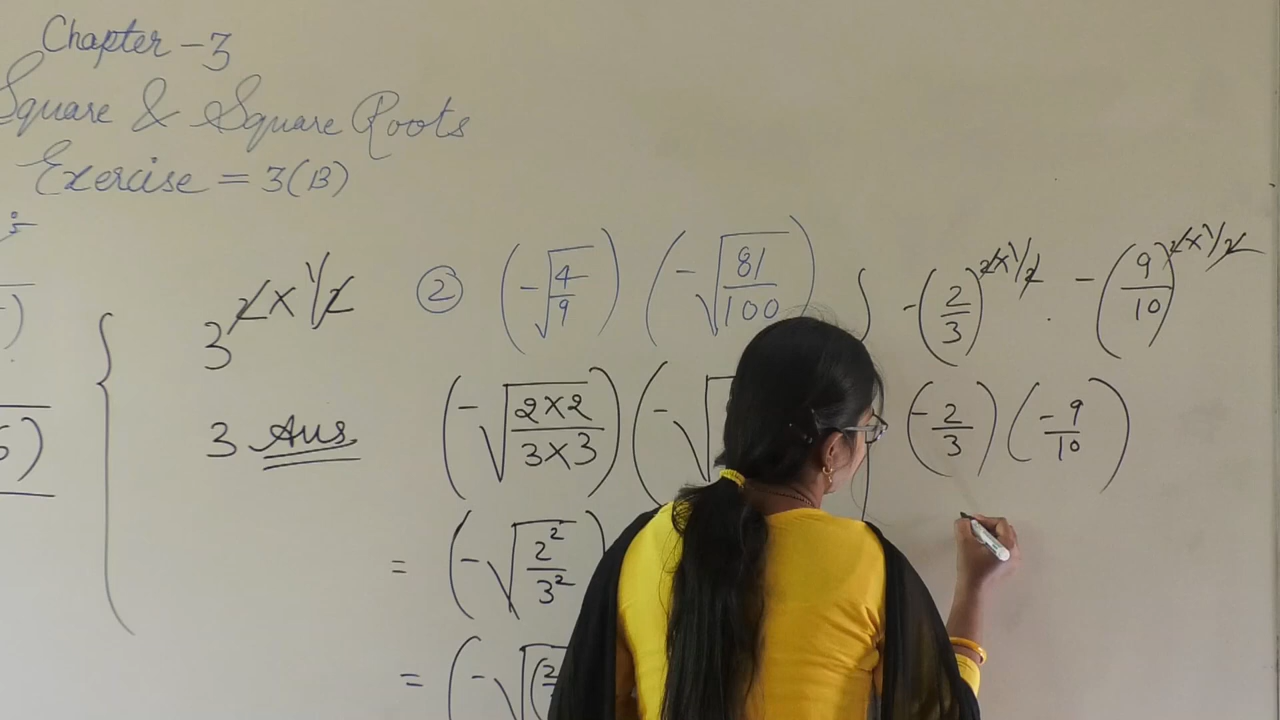 Chapter - 3
Square & Square Roots
Exercise = 3(B)
3^(2×1/2)
3 Ans
② (-√(4/9)) (-√(81/100))
(-√((2×2)/(3×3))) (-√
= (-√(2²/3²))
= (-√((2
-(2/3)^(2×1/2) . -(9/10)^(2×1/2)
(-2/3) (-9/10)